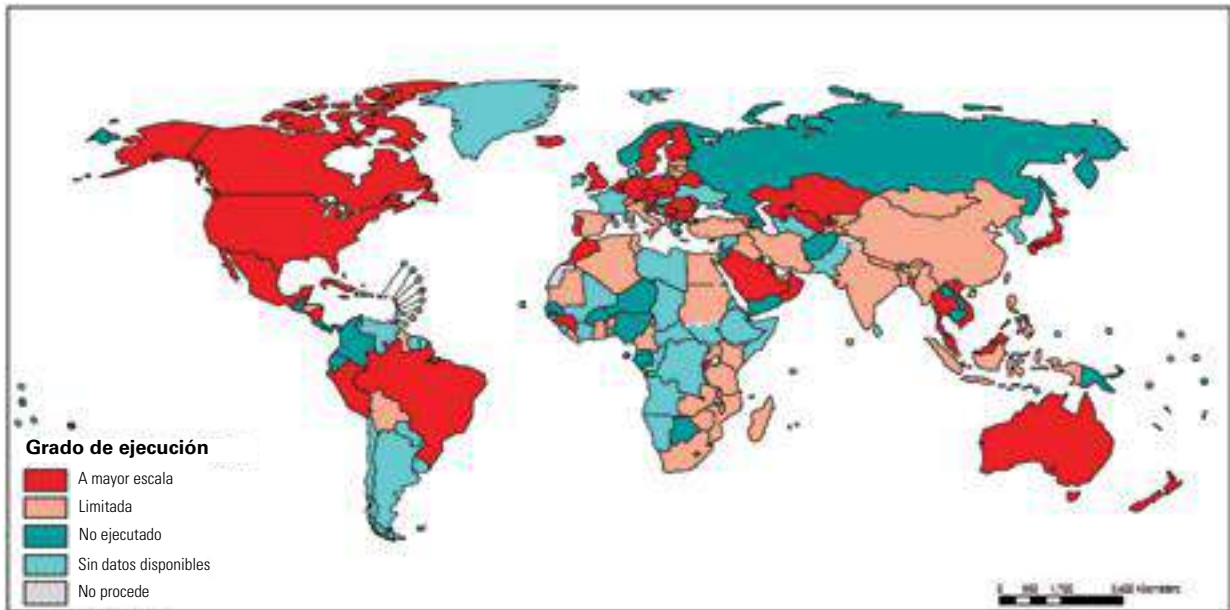 Grado de ejecución
A mayor escala
Limitada
No ejecutado
Sin datos disponibles
No procede